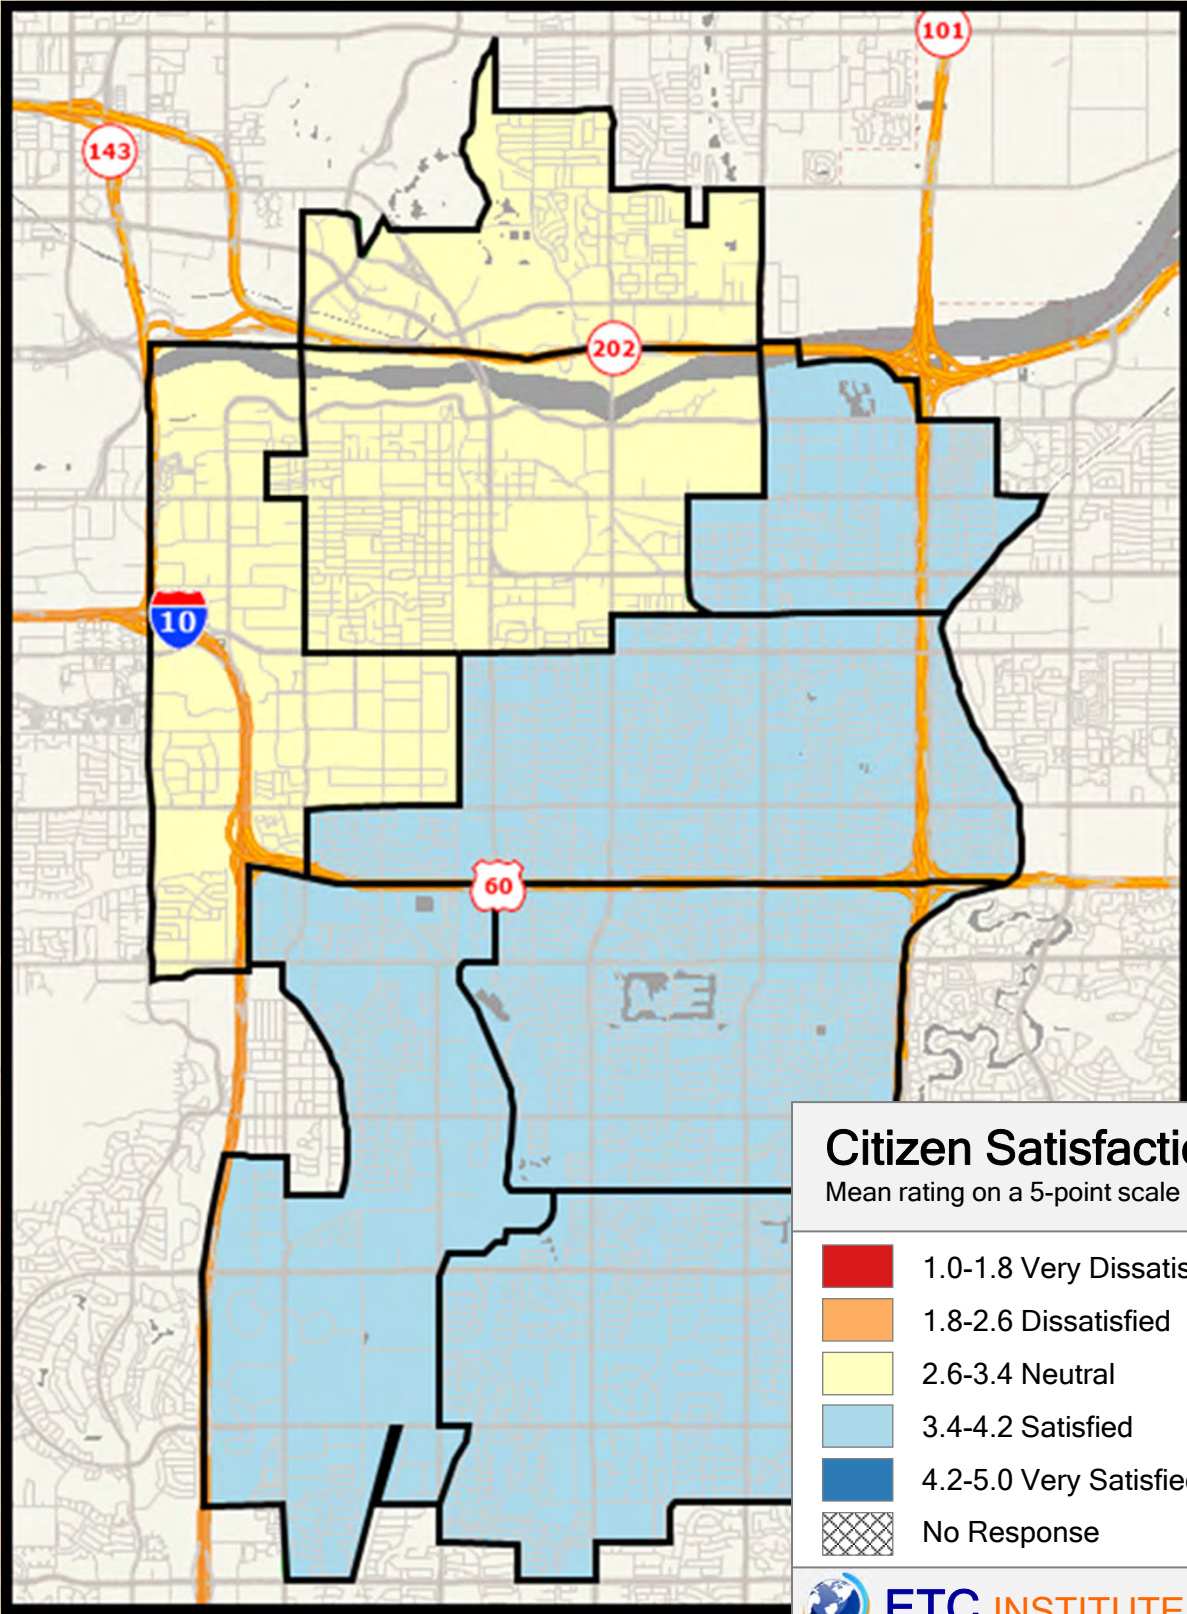 101
143
202
10
60
Citizen Satisfactio
Mean rating on a 5-point scale
1.0-1.8 Very Dissatis
1.8-2.6 Dissatisfied
2.6-3.4 Neutral
3.4-4.2 Satisfied
4.2-5.0 Very Satisfied
No Response
ETC INSTITUTE